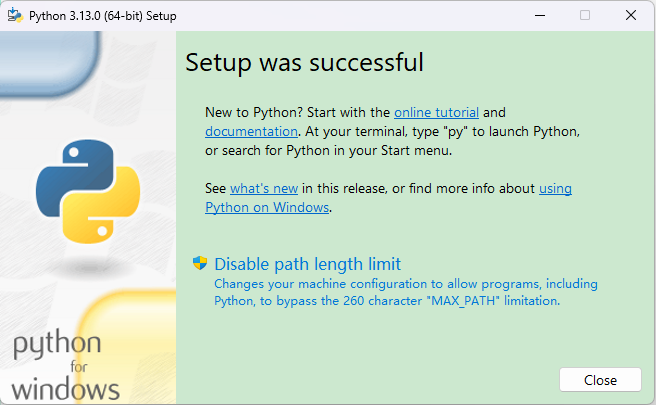 Python 3.13.0 (64-bit) Setup
Setup was successful
New to Python? Start with the online tutorial and
documentation. At your terminal, type "py" to launch Python,
or search for Python in your Start menu.
See what's new in this release, or find more info about using
Python on Windows.
Disable path length limit
Changes your machine configuration to allow programs, including
Python, to bypass the 260 character "MAX_PATH" limitation.
python
for
windows
Close